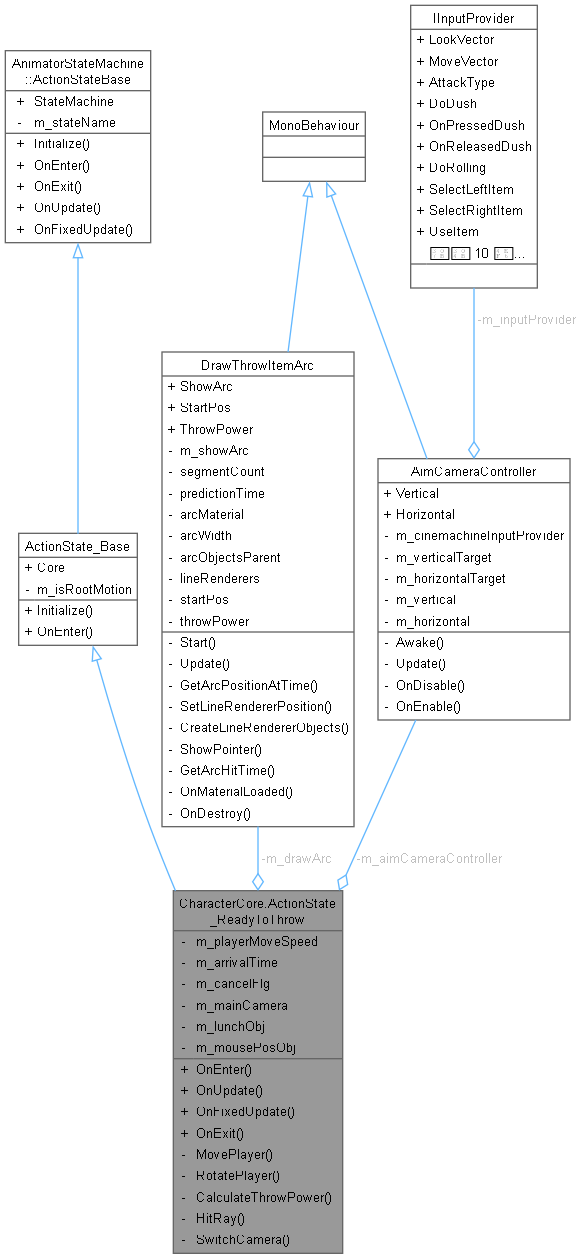 IInputProvider
+ LookVector
+ MoveVector
+ AttackType
+ DoDush
+ OnPressedDush
+ OnReleasedDush
+ DoRolling
+ SelectLeftItem
+ SelectRightItem
+ UseItem
10 ...
AnimatorStateMachine
::ActionStateBase
+ StateMachine
- m_stateName
+ Initialize()
+ OnEnter()
+ OnExit()
+ OnUpdate()
+ OnFixedUpdate()
MonoBehaviour
-m_inputProvider
DrawThrowItemArc
+ ShowArc
+ StartPos
+ ThrowPower
- m_showArc
- segmentCount
- predictionTime
- arcMaterial
- arcWidth
- arcObjectsParent
- lineRenderers
- startPos
- throwPower
- Start()
- Update()
- GetArcPositionAtTime()
- SetLineRendererPosition()
- CreateLineRendererObjects()
- ShowPointer()
- GetArcHitTime()
- OnMaterialLoaded()
- OnDestroy()
AimCameraController
+ Vertical
+ Horizontal
- m_cinemachineInputProvider
- m_verticalTarget
- m_horizontalTarget
- m_vertical
- m_horizontal
- Awake()
- Update()
- OnDisable()
- OnEnable()
ActionState_Base
+ Core
- m_isRootMotion
+ Initialize()
+ OnEnter()
-m_drawArc
-m_aimCameraController
CharacterCore.ActionState
_ReadyToThrow
- m_playerMoveSpeed
- m_arrivalTime
- m_cancelFlg
- m_mainCamera
- m_lunchObj
- m_mousePosObj
+ OnEnter()
+ OnUpdate()
+ OnFixedUpdate()
+ OnExit()
- MovePlayer()
- RotatePlayer()
- CalculateThrowPower()
- HitRay()
- SwitchCamera()